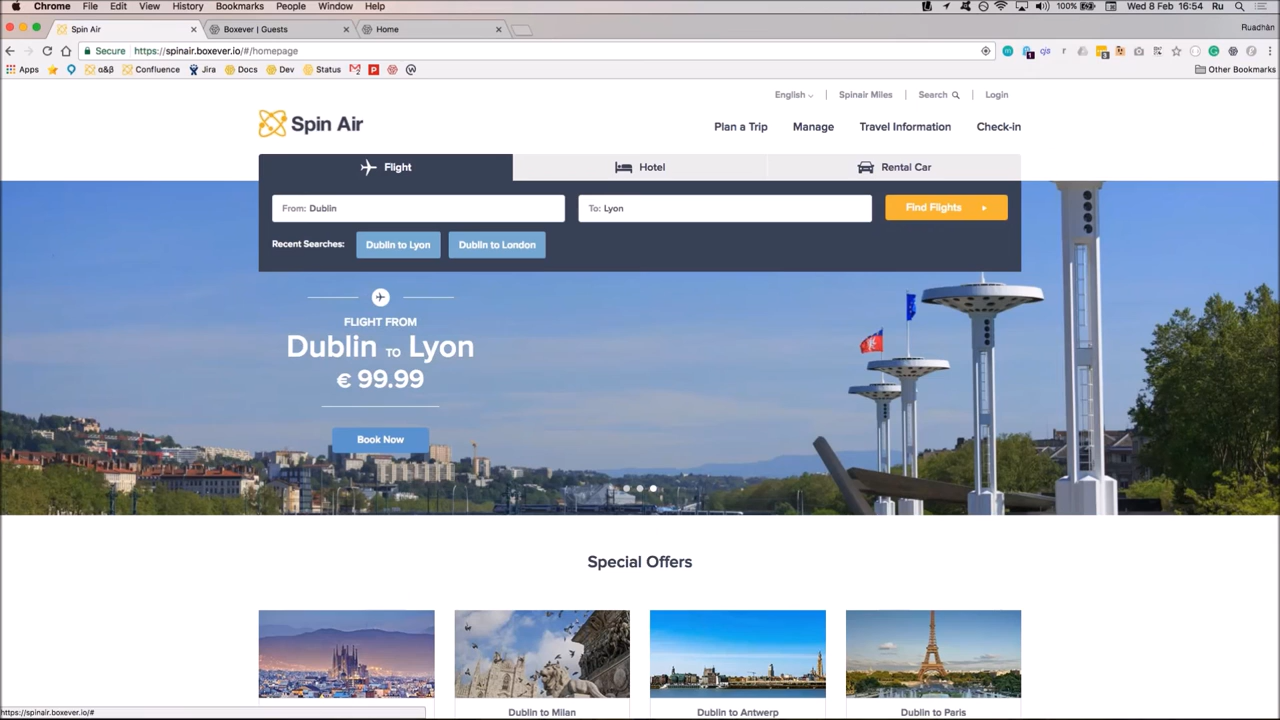 Chrome File Edit View History Bookmarks People Window Help 100% Wed 8 Feb 16:54 Ru
Spin Air Boxever | Guests Home Ruadhán
Secure https://spinair.boxever.io/#/homepage
Apps α&β Confluence Jira Docs Dev Status Other Bookmarks
English Spinair Miles Search Login
Spin Air Plan a Trip Manage Travel Information Check-in
Flight Hotel Rental Car
From: Dublin To: Lyon Find Flights
Recent Searches: Dublin to Lyon Dublin to London
FLIGHT FROM
Dublin TO Lyon
€ 99.99
Book Now
Special Offers
Dublin to Milan Dublin to Antwerp Dublin to Paris
https://spinair.boxever.io/#